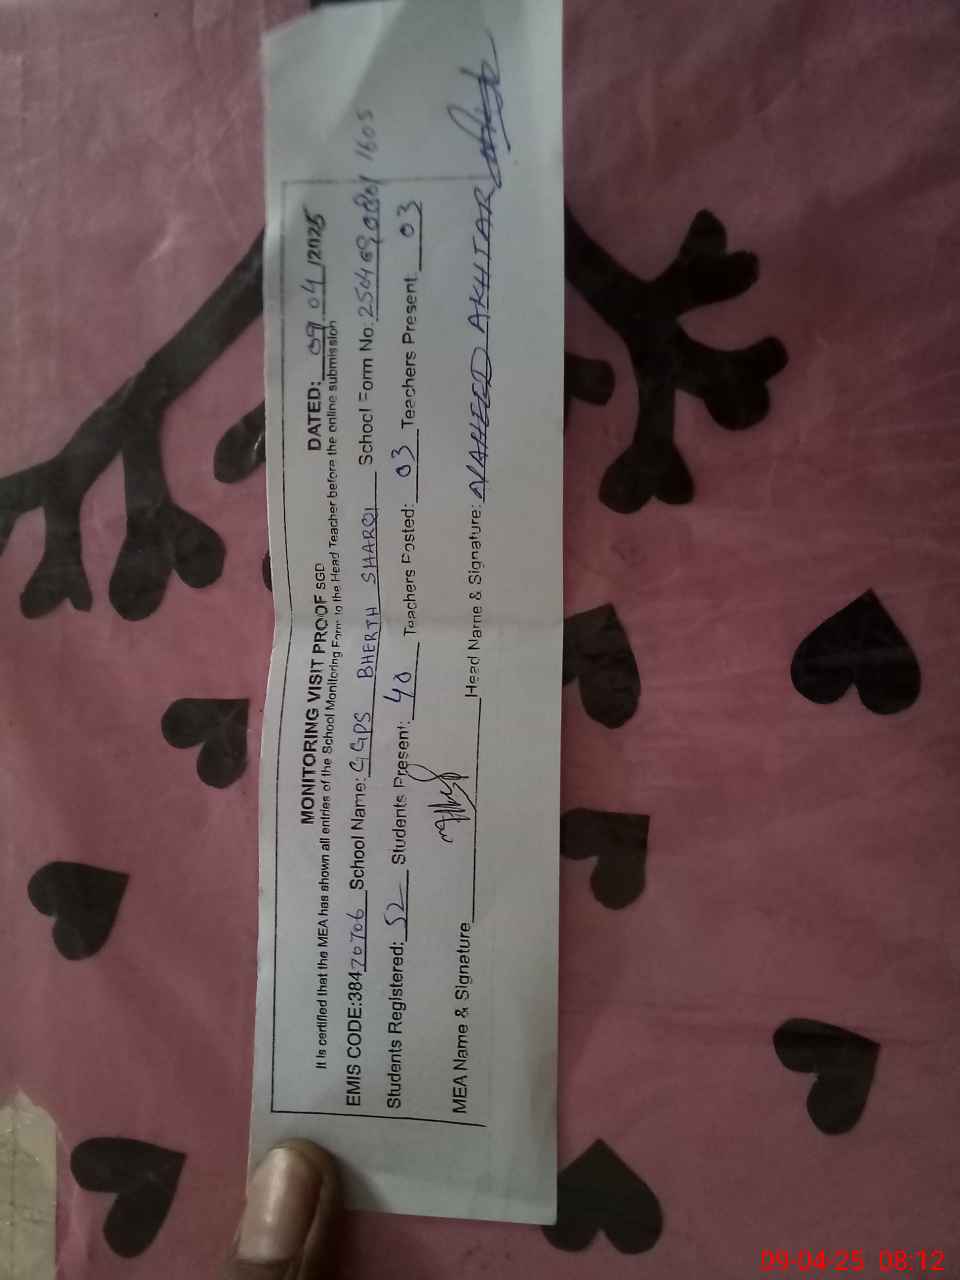 MONITORING VISIT PROOF SGD DATED: 09/04/2025
It is certified that the MEA has shown all entries of the School Monitoring Form to the Head Teacher before the online submission
EMIS CODE:38470706 School Name: GGPS BHERTH SHARQI School Form No: 1605
Students Registered: 52 Students Present: 40 Teachers Posted: 03 Teachers Present: 03
MEA Name & Signature Head Name & Signature: NAHEED AKHTAR
09-04-25 08:12